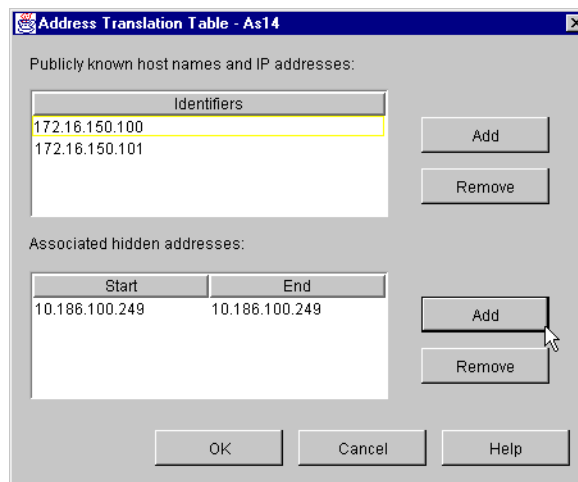 Address Translation Table - As14
Publicly known host names and IP addresses:
Identifiers
172.16.150.100
172.16.150.101
Add
Remove
Associated hidden addresses:
Start End
10.186.100.249 10.186.100.249
Add
Remove
OK Cancel Help